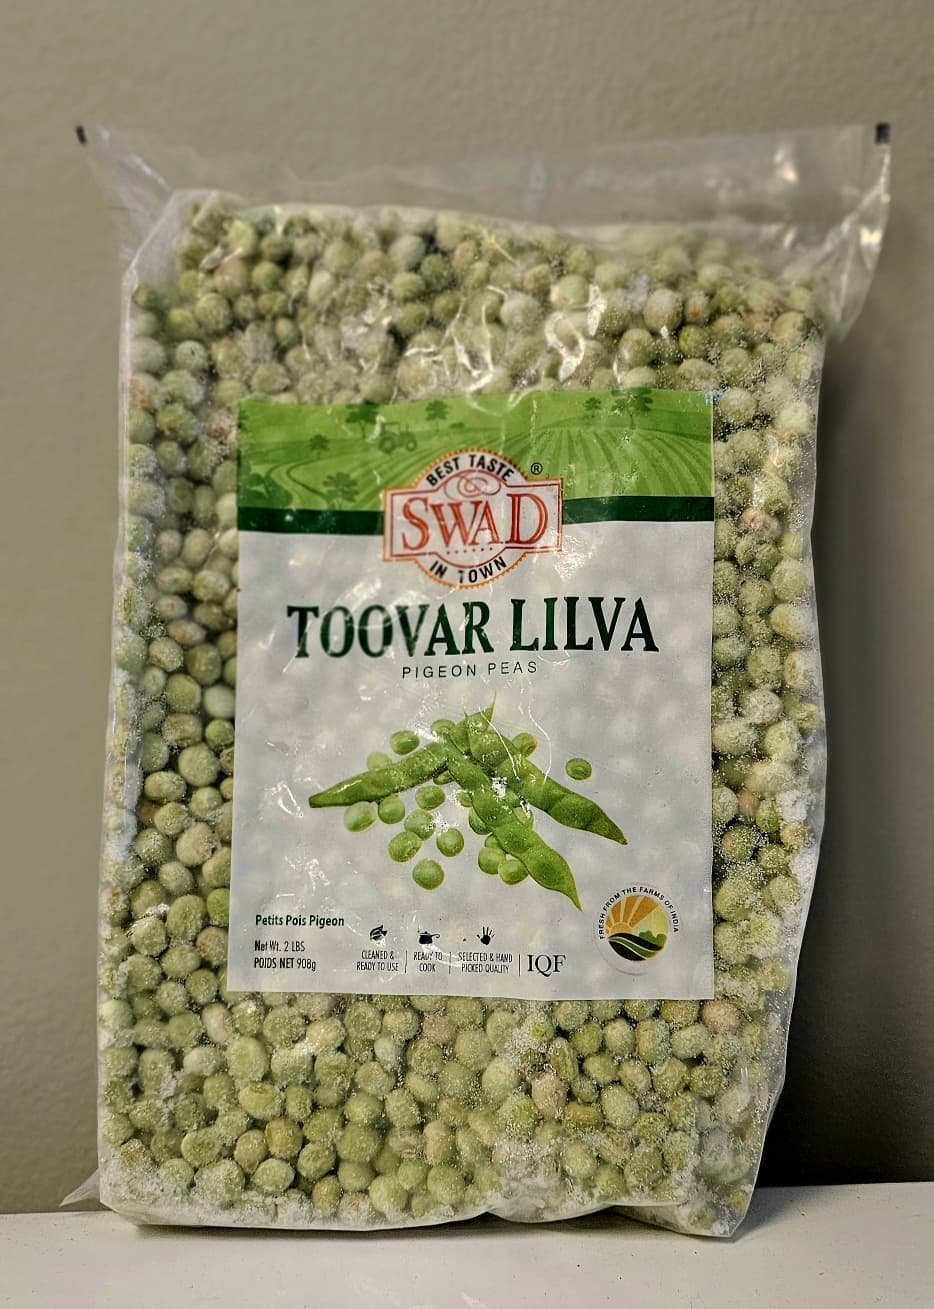 BEST TASTE
®
SWAD
IN TOWN
TOOVAR LILVA
PIGEON PEAS
FRESH FROM THE FARMS OF INDIA
Petits Pois Pigeon
Net Wt. 2 LBS
POIDS NET 908g
CLEANED &
READY TO USE
READY TO
COOK
SELECTED & HAND
PICKED QUALITY
IQF